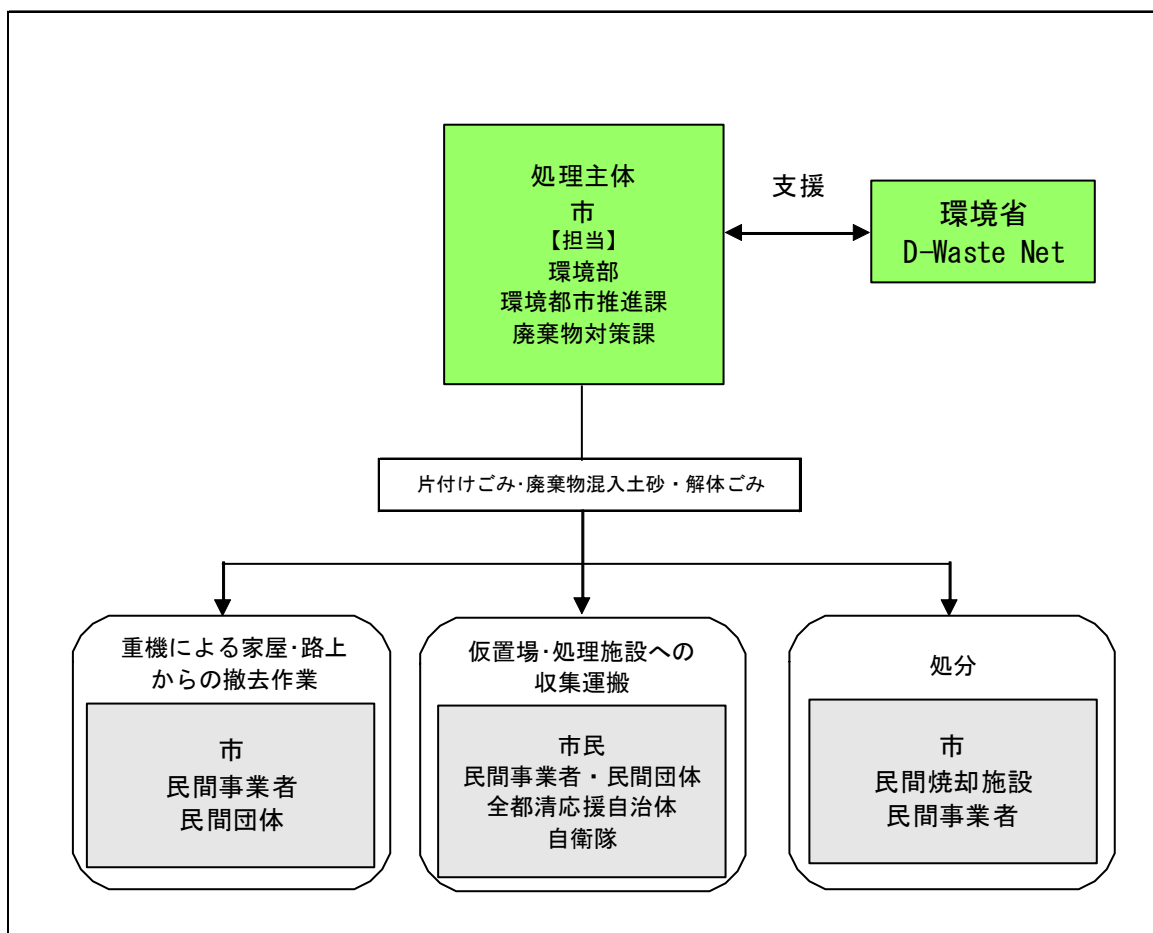 処理主体
市
【担当】
環境部
環境都市推進課
廃棄物対策課
支援
環境省
D-Waste Net
片付けごみ・廃棄物混入土砂・解体ごみ
重機による家屋・路上
からの撤去作業
市
民間事業者
民間団体
仮置場・処理施設への
収集運搬
市民
民間事業者・民間団体
全都清応援自治体
自衛隊
処分
市
民間焼却施設
民間事業者